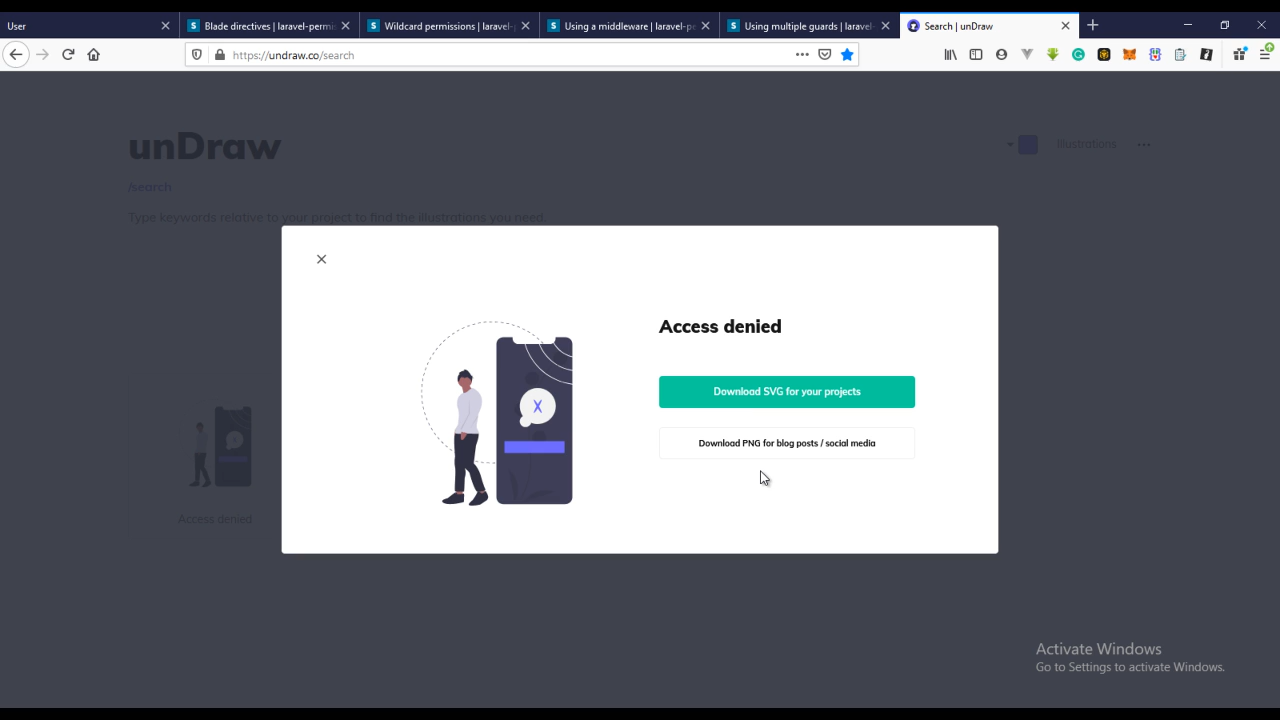 User
Blade directives | laravel-permis
Wildcard permissions | laravel-p
Using a middleware | laravel-pe
Using multiple guards | laravel-
Search | unDraw
https://undraw.co/search
unDraw
Illustrations
/search
Type keywords relative to your project to find the illustrations you need.
Access denied
X
Download SVG for your projects
Download PNG for blog posts / social media
Access denied
Activate Windows
Go to Settings to activate Windows.